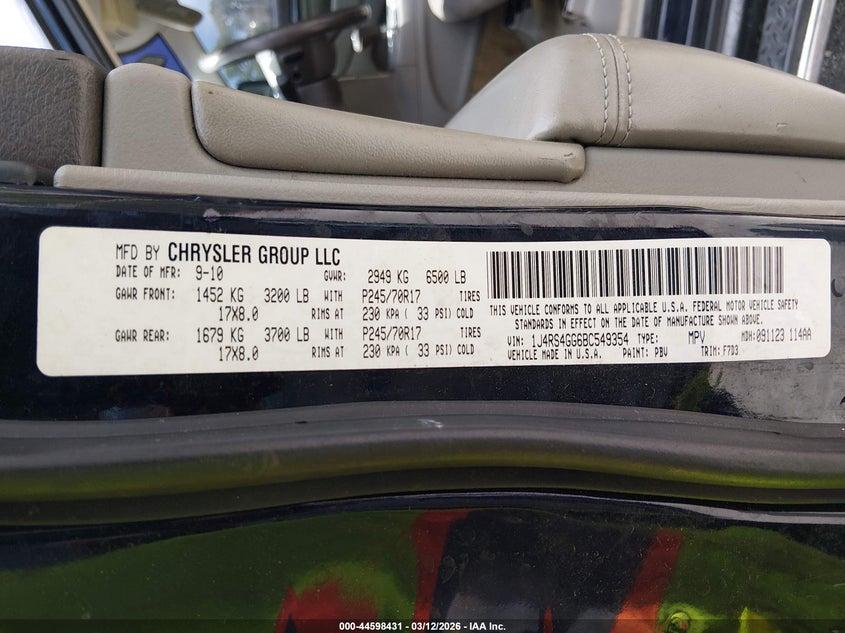 MFD BY CHRYSLER GROUP LLC
DATE OF MFR: 9-10 GVWR: 2949 KG 6500 LB
GAWR FRONT: 1452 KG 3200 LB WITH P245/70R17 TIRES
17X8.0 RIMS AT 230 KPA ( 33 PSI) COLD
GAWR REAR: 1679 KG 3700 LB WITH P245/70R17 TIRES
17X8.0 RIMS AT 230 KPA ( 33 PSI) COLD
THIS VEHICLE CONFORMS TO ALL APPLICABLE U.S.A. FEDERAL MOTOR VEHICLE SAFETY
STANDARDS IN EFFECT ON THE DATE OF MANUFACTURE SHOWN ABOVE.
VIN: 1J4RS4GG6BC549354 TYPE: MPV MDH: 091123 114AA
VEHICLE MADE IN U.S.A. PAINT: PBV TRIM: F7D3
000-44598431 - 03/12/2026 - IAA Inc.